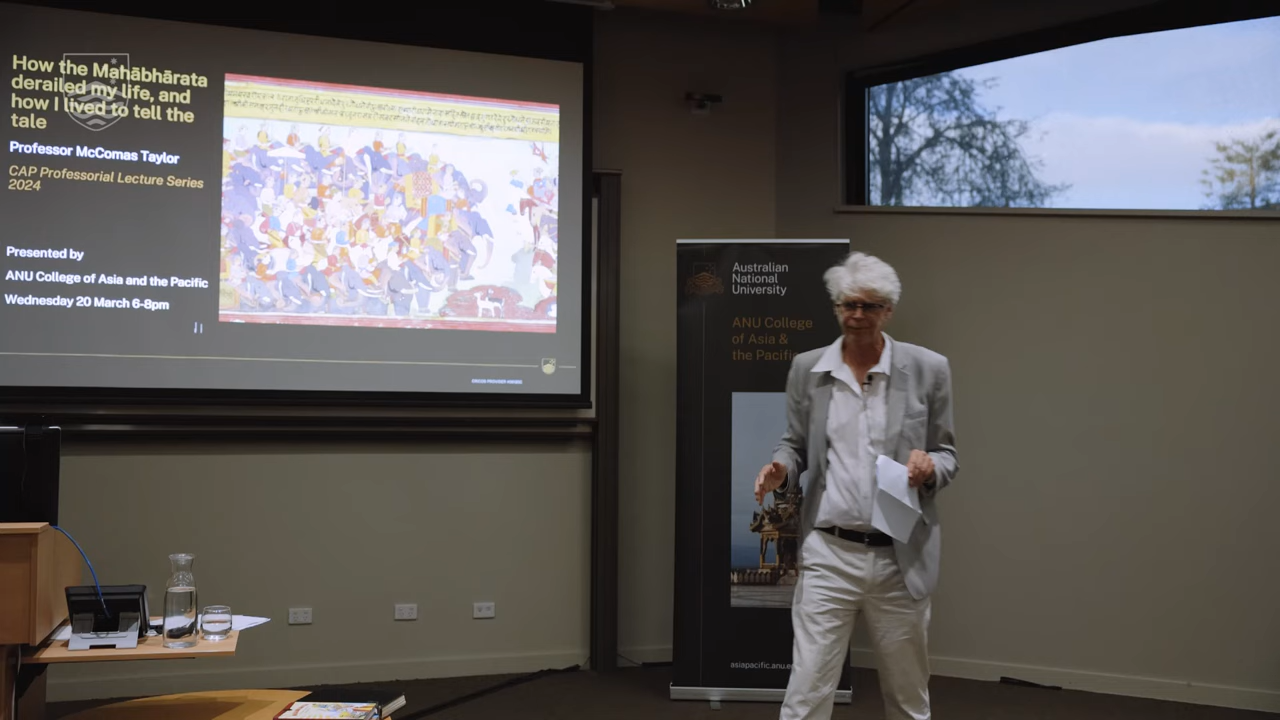 How the Mahābhārata
derailed my life, and
how I lived to tell the
tale
Professor McComas Taylor
CAP Professorial Lecture Series
2024
Presented by
ANU College of Asia and the Pacific
Wednesday 20 March 6-8pm
Australian
National
University
ANU College
of Asia &
the Pacific
asiapacific.anu.e